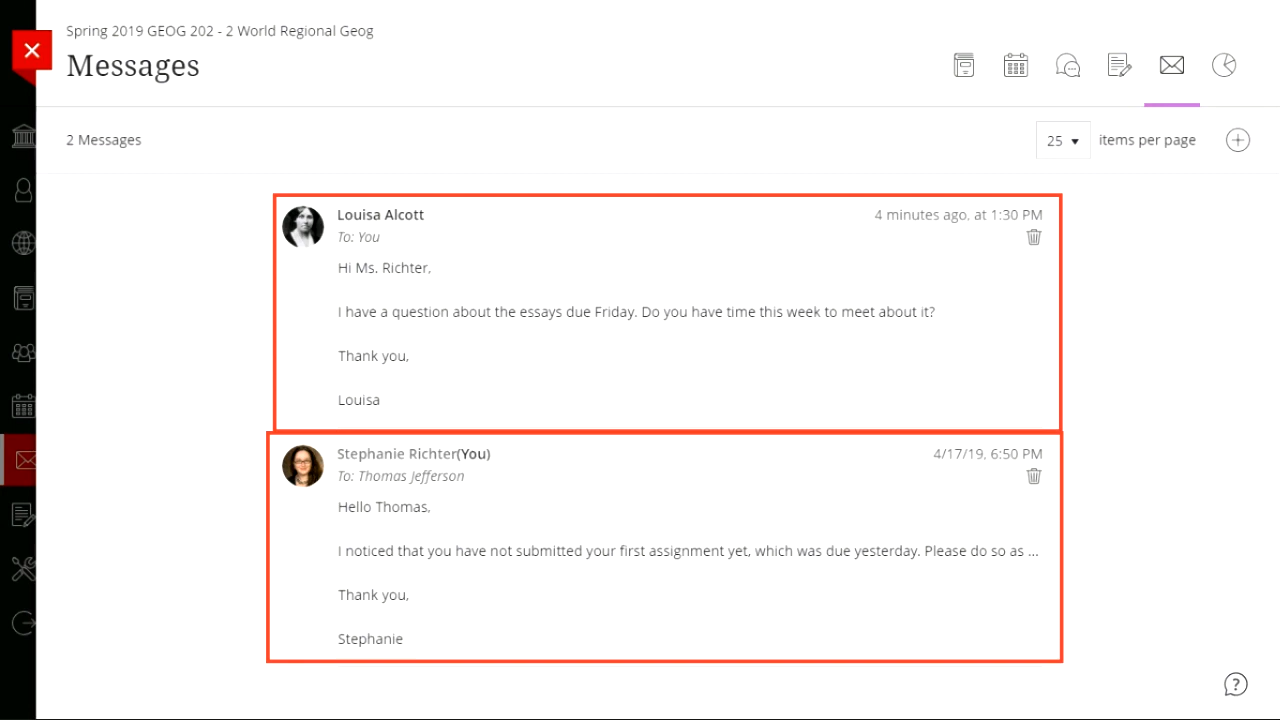 Spring 2019 GEOG 202 - 2 World Regional Geog
Messages
2 Messages
25
items per page
Louisa Alcott
4 minutes ago, at 1:30 PM
To: You
Hi Ms. Richter,
I have a question about the essays due Friday. Do you have time this week to meet about it?
Thank you,
Louisa
Stephanie Richter(You)
4/17/19, 6:50 PM
To: Thomas Jefferson
Hello Thomas,
I noticed that you have not submitted your first assignment yet, which was due yesterday. Please do so as ...
Thank you,
Stephanie